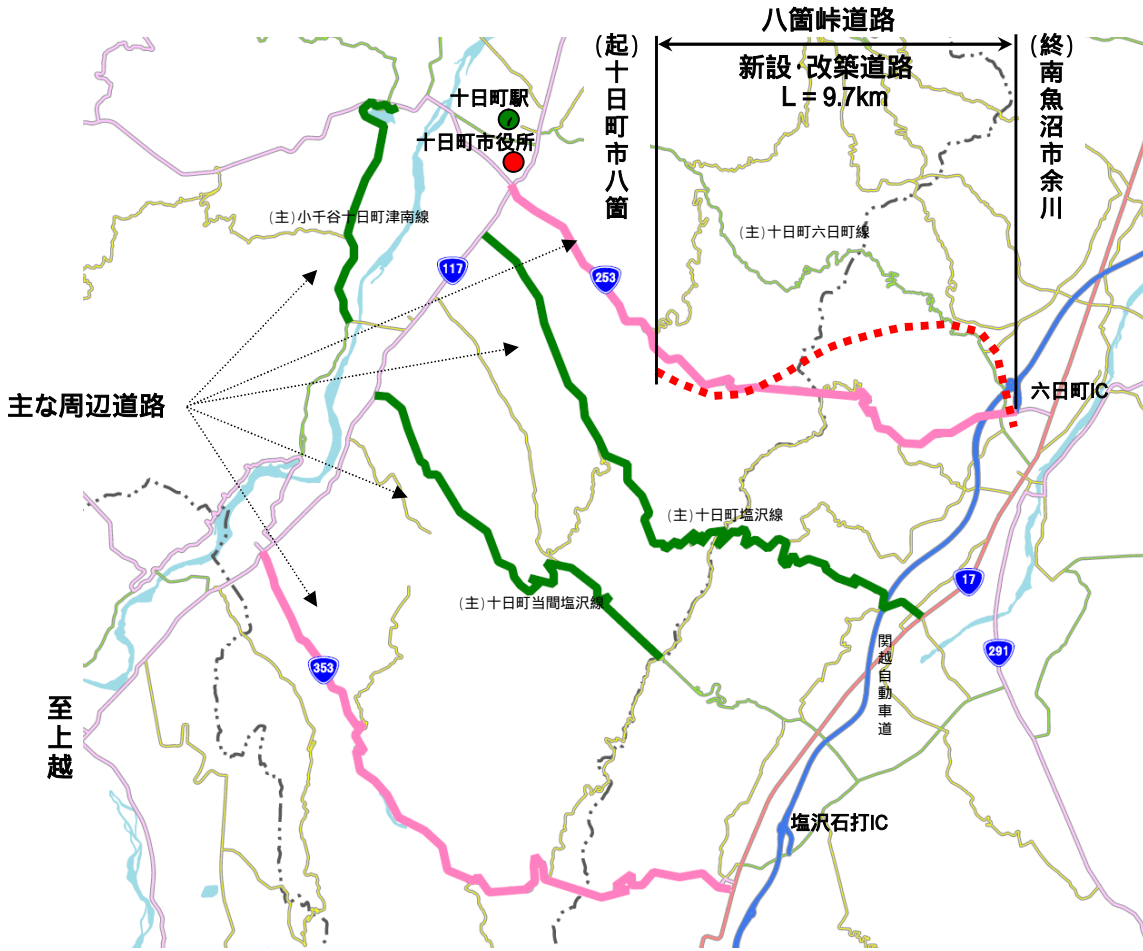 八箇峠道路
(起)十日町市八箇
新設・改築道路
L = 9.7km
(終)南魚沼市余川
十日町駅
十日町市役所
(主)小千谷十日町津南線
(主)十日町六日町線
117
253
主な周辺道路
六日町IC
(主)十日町塩沢線
17
(主)十日町当間塩沢線
関越自動車道
291
353
至上越
塩沢石打IC